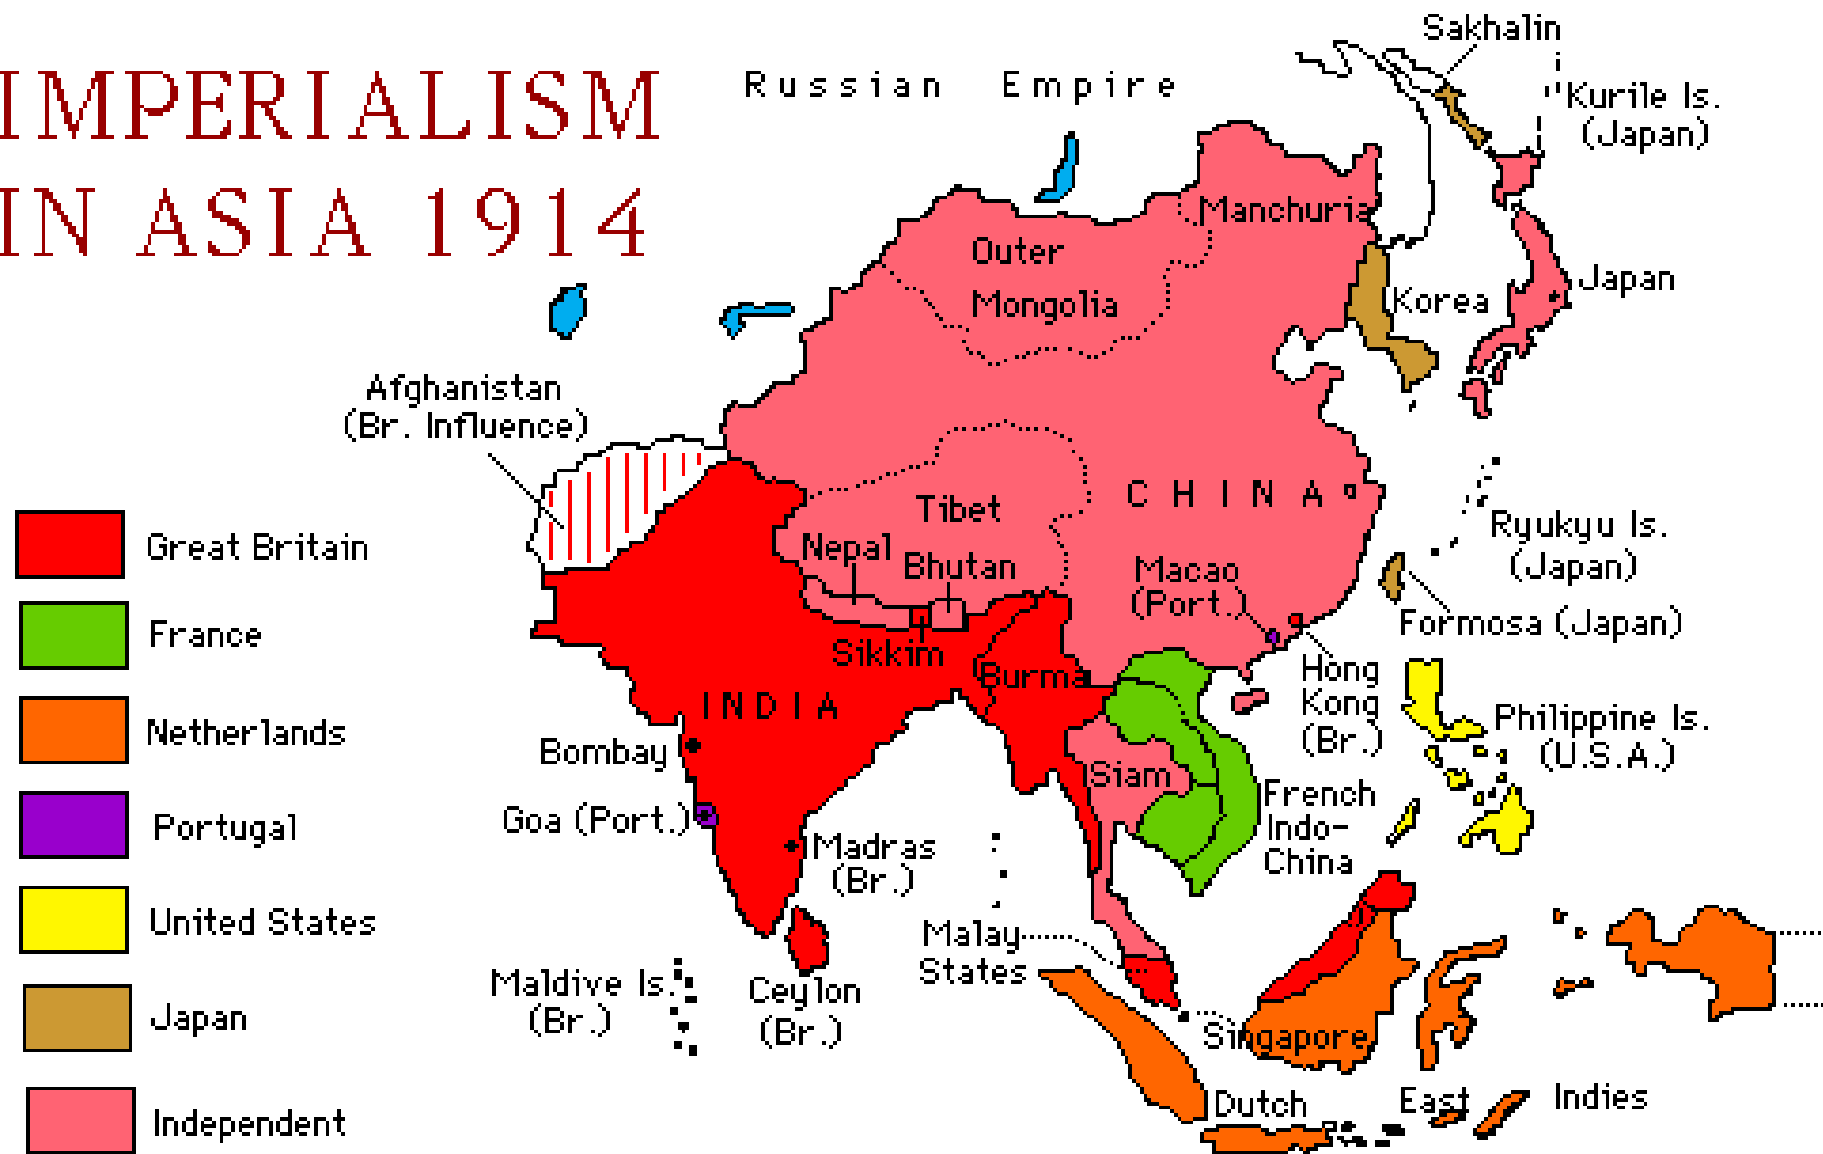 IMPERIALISM
IN ASIA 1914
Russian Empire
Sakhalin
Kurile Is.
(Japan)
Manchuria
Outer
Mongolia
Korea
Japan
Afghanistan
(Br. Influence)
CHINA
Tibet
Nepal
Bhutan
Sikkim
Macao
(Port.)
Ryukyu Is.
(Japan)
Formosa (Japan)
Hong
Kong
(Br.)
Burma
INDIA
Bombay
Goa (Port.)
Madras
(Br.)
Siam
French
Indo-
China
Philippine Is.
(U.S.A.)
Malay
States
Maldive Is.
(Br.)
Ceylon
(Br.)
Singapore
Dutch East Indies
Great Britain
France
Netherlands
Portugal
United States
Japan
Independent